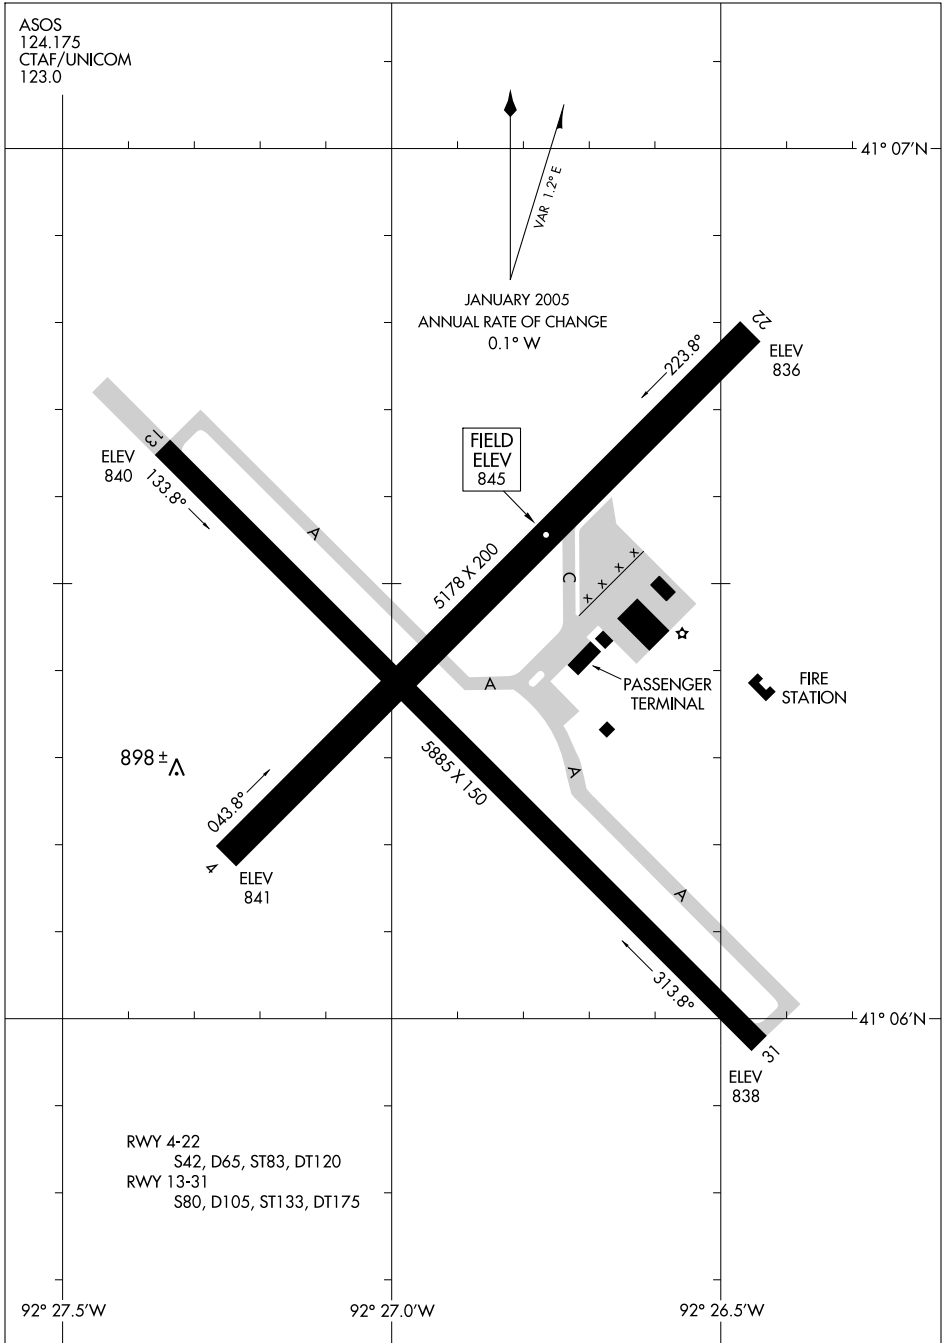 ASOS
124.175
CTAF/UNICOM
123.0
41° 07'N
VAR 1.2° E
JANUARY 2005
ANNUAL RATE OF CHANGE
0.1° W
22
ELEV
836
223.8°
FIELD
ELEV
845
13
ELEV
840
133.8°
A
5178 X 200
C
x x x x
A
PASSENGER
TERMINAL
FIRE
STATION
5885 X 150
898 ±
A
043.8°
4
ELEV
841
A
313.8°
41° 06'N
31
ELEV
838
RWY 4-22
S42, D65, ST83, DT120
RWY 13-31
S80, D105, ST133, DT175
92° 27.5'W
92° 27.0'W
92° 26.5'W